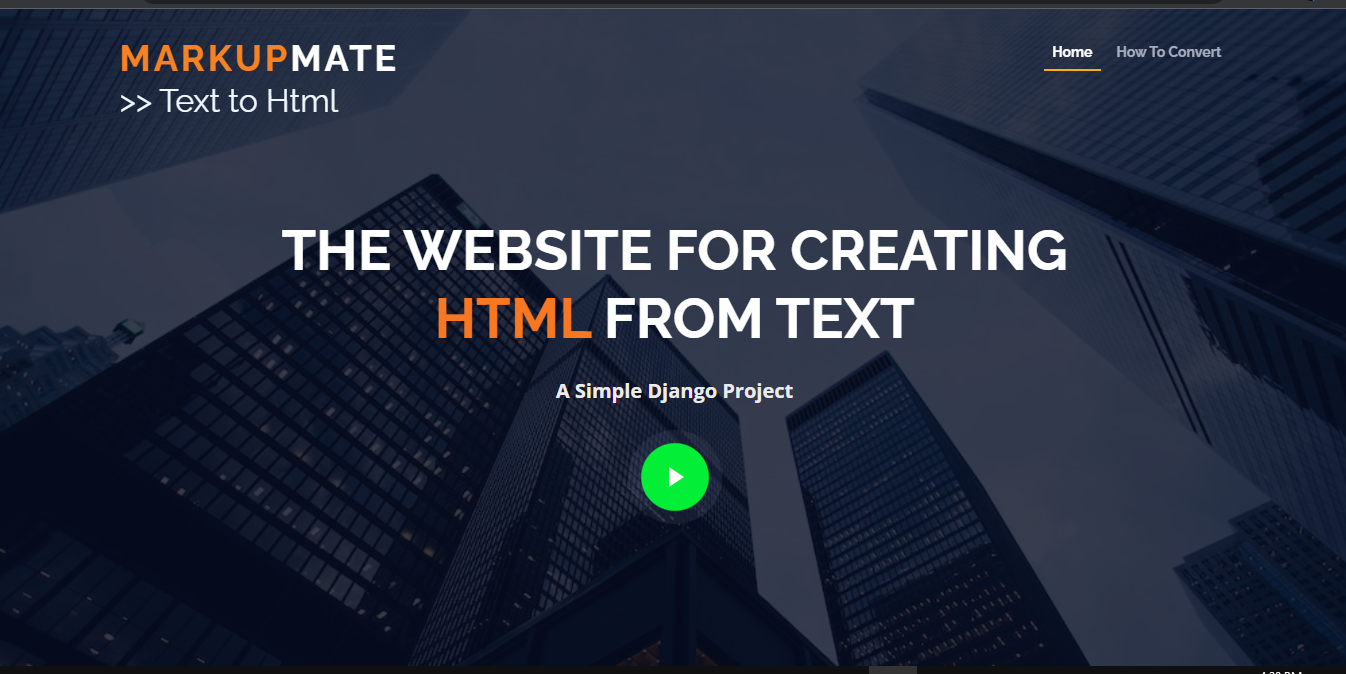 MARKUPMATE
>> Text to Html
Home How To Convert
THE WEBSITE FOR CREATING
HTML FROM TEXT
A Simple Django Project